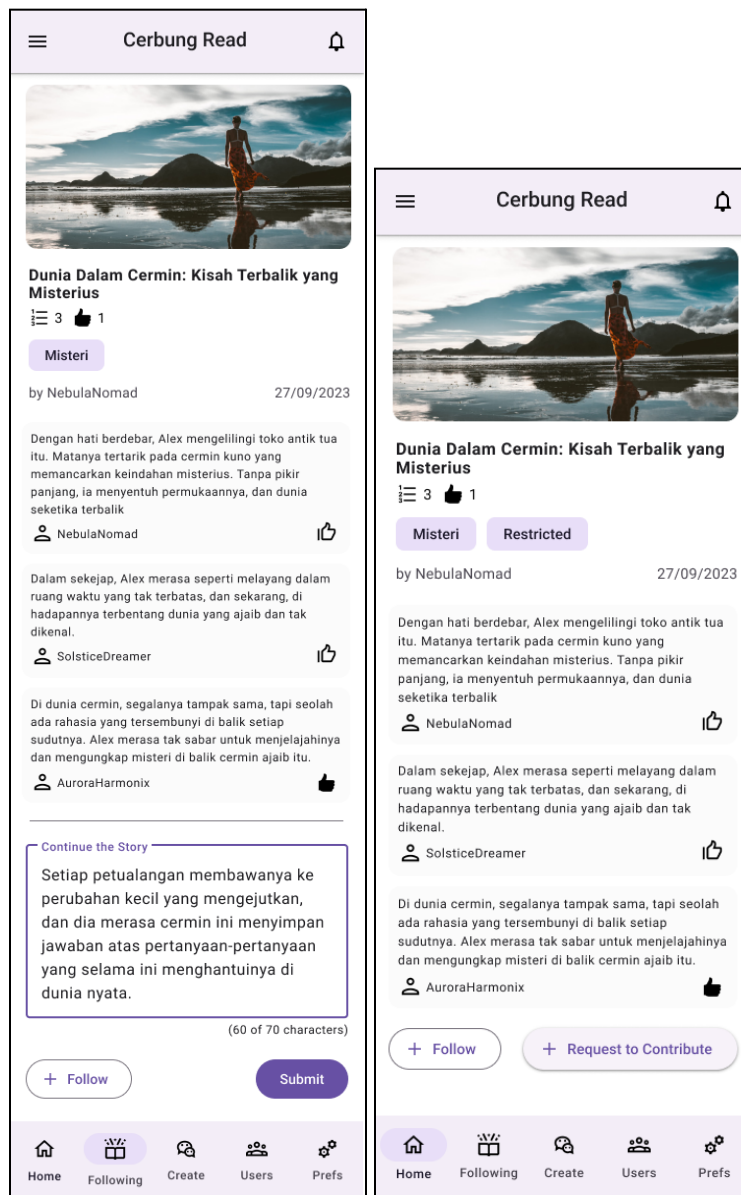 Cerbung Read
Dunia Dalam Cermin: Kisah Terbalik yang
Misterius
3 1
Misteri
by NebulaNomad 27/09/2023
Dengan hati berdebar, Alex mengelilingi toko antik tua
itu. Matanya tertarik pada cermin kuno yang
memancarkan keindahan misterius. Tanpa pikir
panjang, ia menyentuh permukaannya, dan dunia
seketika terbalik
NebulaNomad
Dalam sekejap, Alex merasa seperti melayang dalam
ruang waktu yang tak terbatas, dan sekarang, di
hadapannya terbentang dunia yang ajaib dan tak
dikenal.
SolsticeDreamer
Di dunia cermin, segalanya tampak sama, tapi seolah
ada rahasia yang tersembunyi di balik setiap
sudutnya. Alex merasa tak sabar untuk menjelajahinya
dan mengungkap misteri di balik cermin ajaib itu.
AuroraHarmonix
Continue the Story
Setiap petualangan membawanya ke
perubahan kecil yang mengejutkan,
dan dia merasa cermin ini menyimpan
jawaban atas pertanyaan-pertanyaan
yang selama ini menghantuinya di
dunia nyata.
(60 of 70 characters)
+ Follow Submit
Home Following Create Users Prefs
Cerbung Read
Dunia Dalam Cermin: Kisah Terbalik yang
Misterius
3 1
Misteri Restricted
by NebulaNomad 27/09/2023
Dengan hati berdebar, Alex mengelilingi toko antik tua
itu. Matanya tertarik pada cermin kuno yang
memancarkan keindahan misterius. Tanpa pikir
panjang, ia menyentuh permukaannya, dan dunia
seketika terbalik
NebulaNomad
Dalam sekejap, Alex merasa seperti melayang dalam
ruang waktu yang tak terbatas, dan sekarang, di
hadapannya terbentang dunia yang ajaib dan tak
dikenal.
SolsticeDreamer
Di dunia cermin, segalanya tampak sama, tapi seolah
ada rahasia yang tersembunyi di balik setiap
sudutnya. Alex merasa tak sabar untuk menjelajahinya
dan mengungkap misteri di balik cermin ajaib itu.
AuroraHarmonix
+ Follow + Request to Contribute
Home Following Create Users Prefs